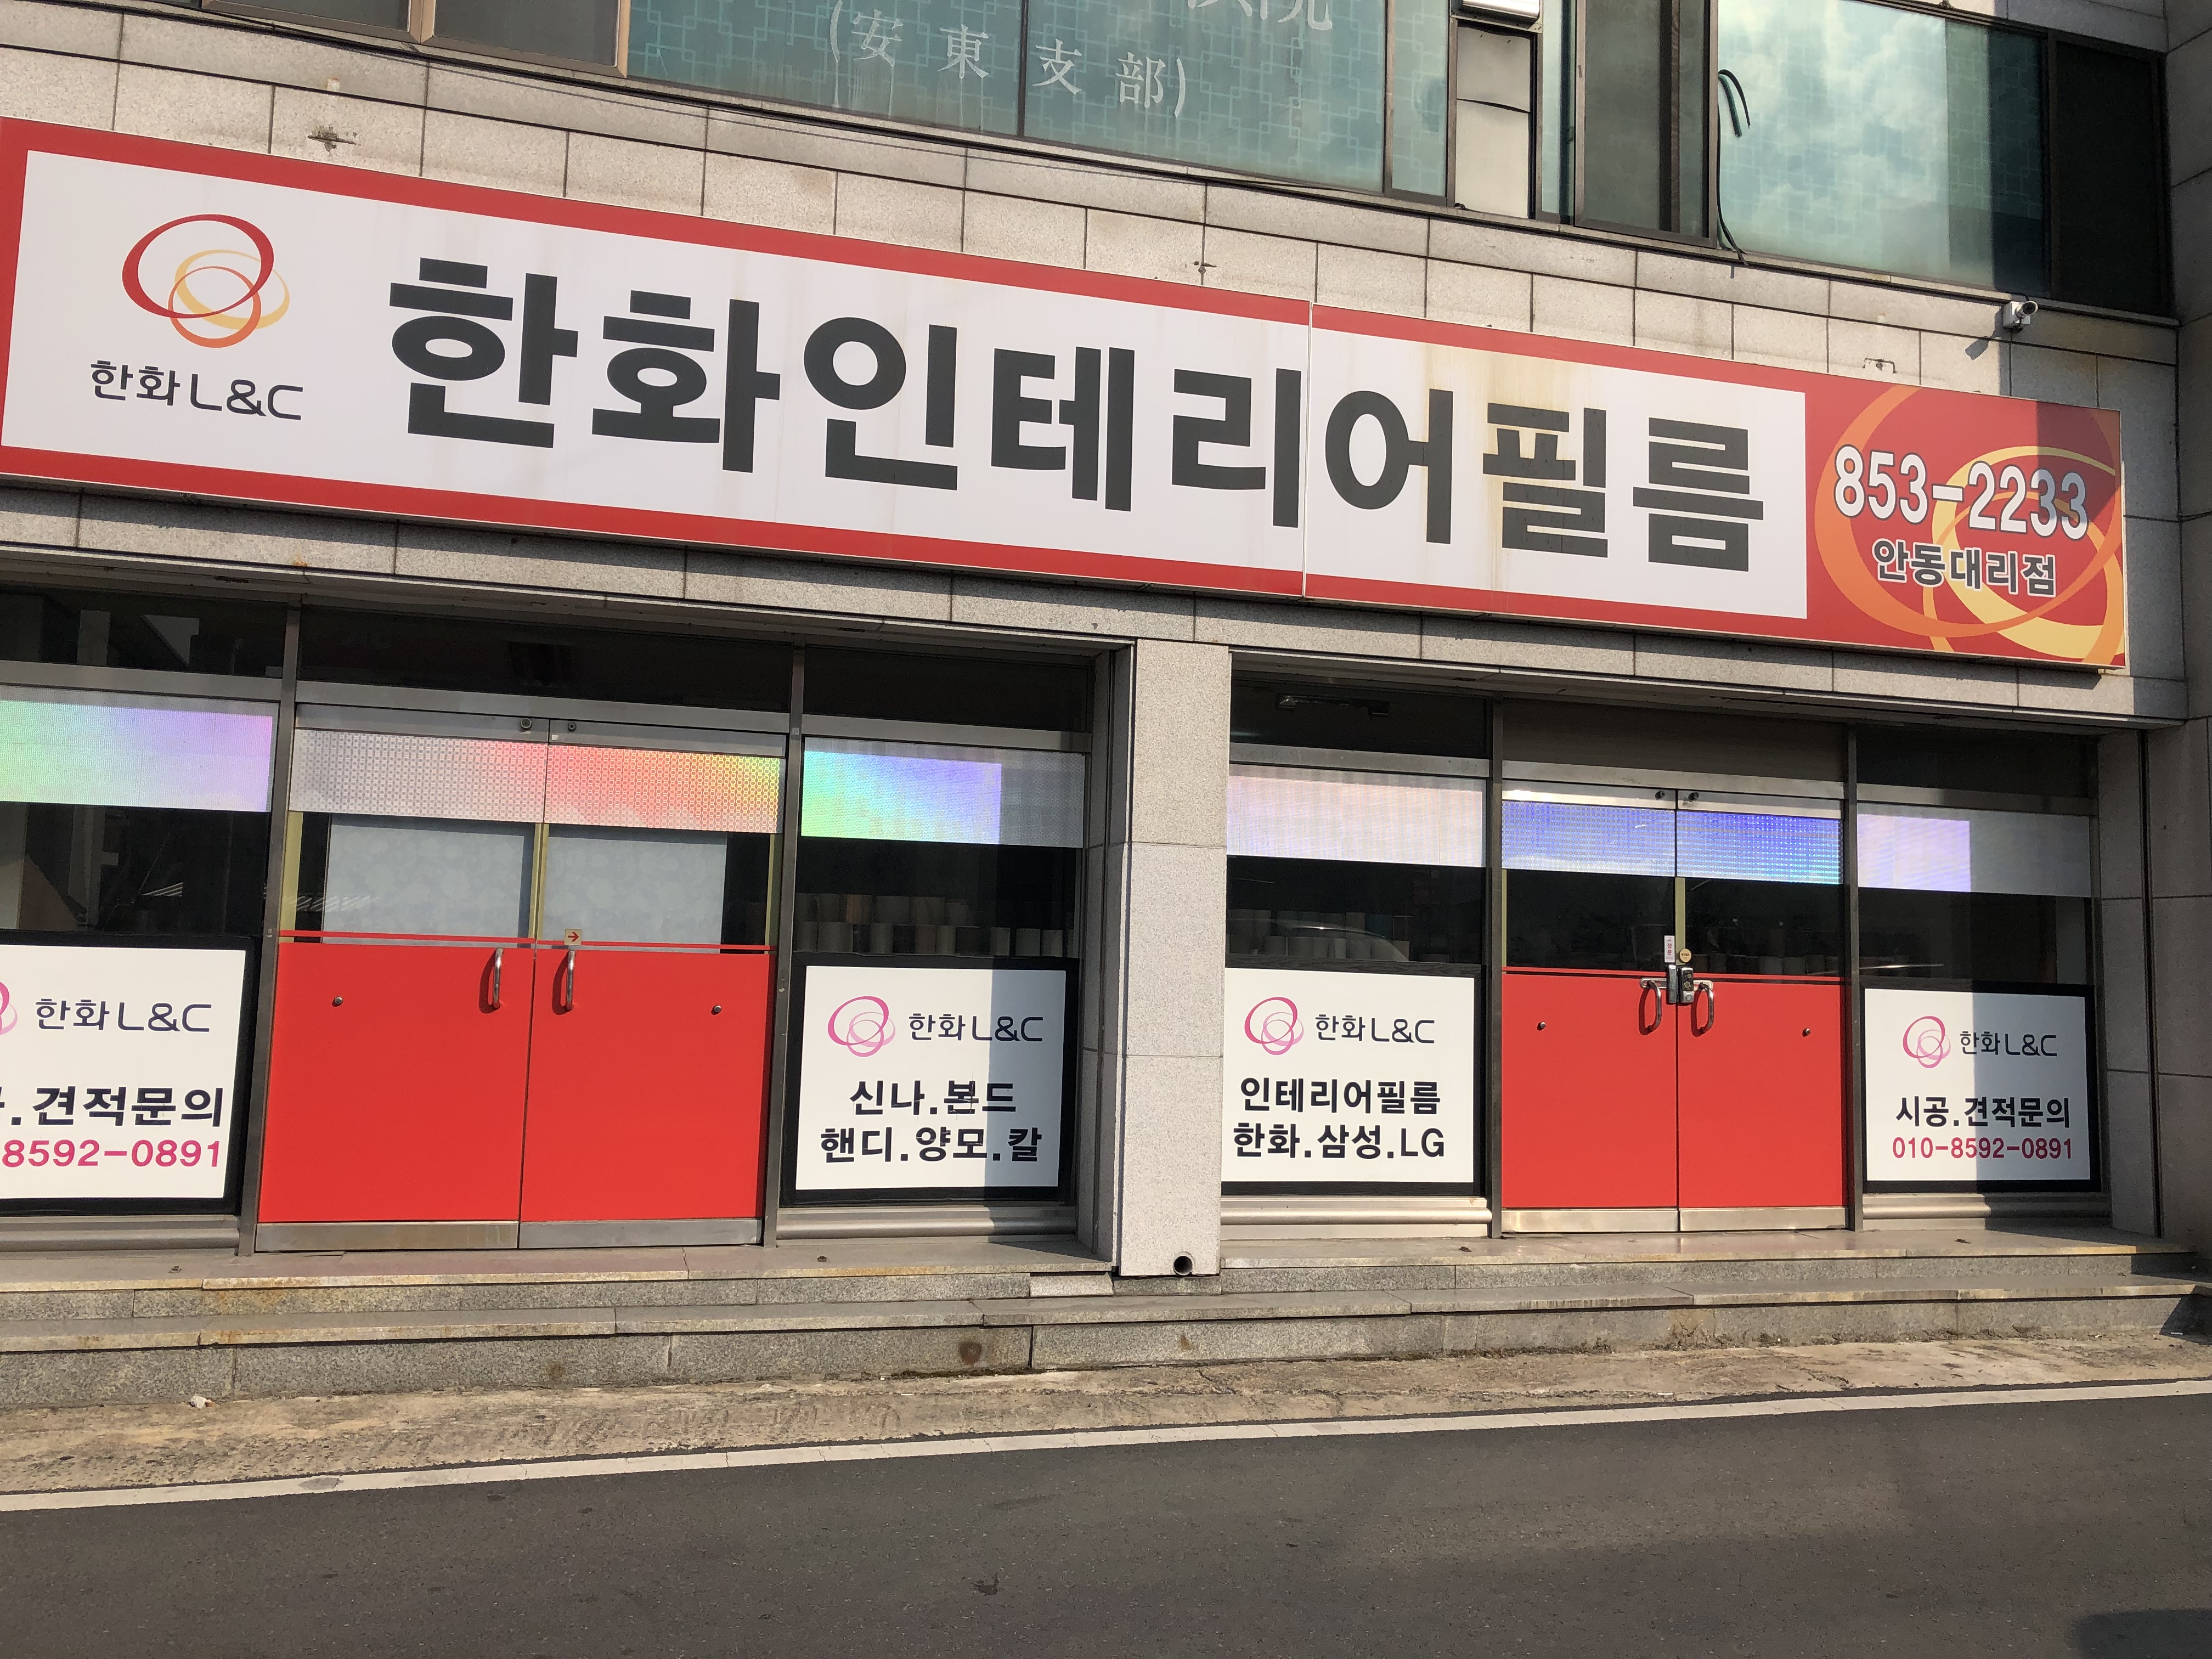 (安東支部)
한화L&C
한화인테리어필름
853-2233
안동대리점
한화L&C
.견적문의
8592-0891
한화L&C
신나.본드
핸디.양모.칼
한화L&C
인테리어필름
한화.삼성.LG
한화L&C
시공.견적문의
010-8592-0891